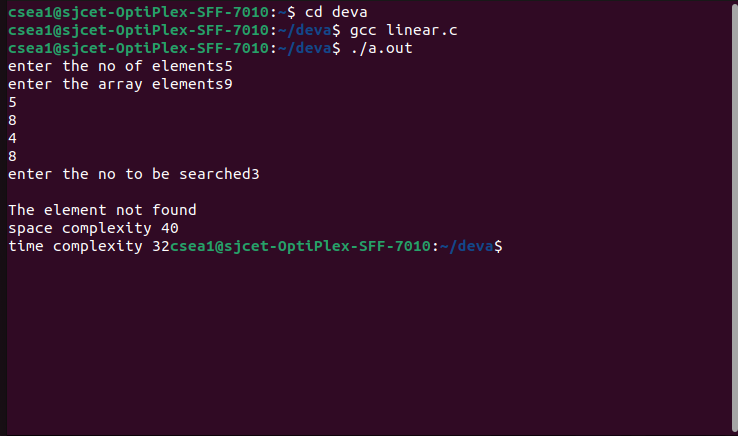 csea1@sjcet-OptiPlex-SFF-7010:~$ cd deva
csea1@sjcet-OptiPlex-SFF-7010:~/deva$ gcc linear.c
csea1@sjcet-OptiPlex-SFF-7010:~/deva$ ./a.out
enter the no of elements5
enter the array elements9
5
8
4
8
enter the no to be searched3
The element not found
space complexity 40
time complexity 32csea1@sjcet-OptiPlex-SFF-7010:~/deva$